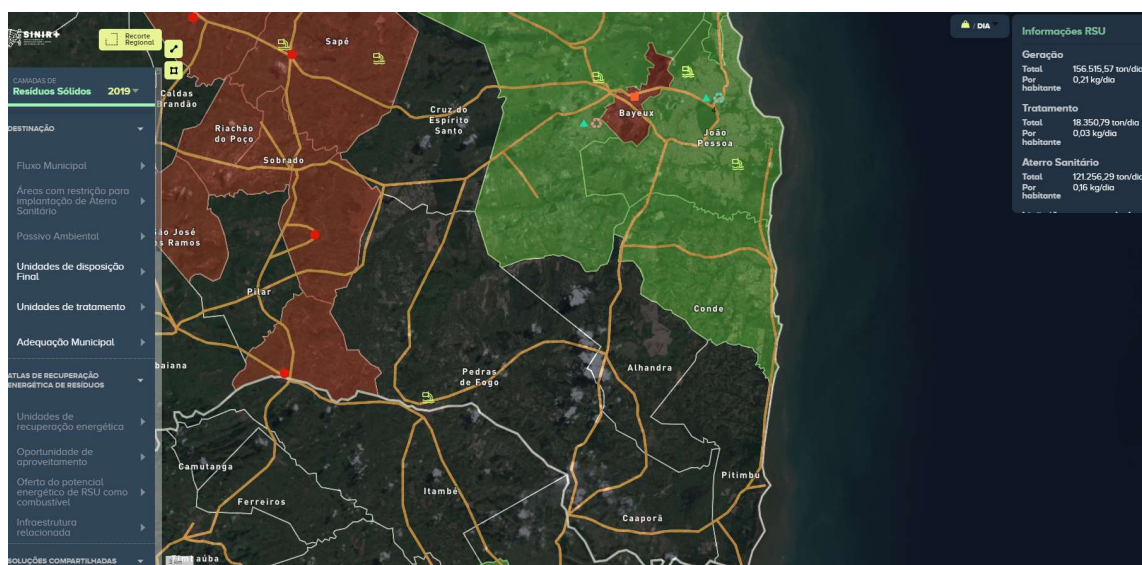 SINIR+
Recorte
Regional
CAMADAS DE
Resíduos Sólidos 2019
DESTINAÇÃO
Fluxo Municipal
Áreas com restrição para
implantação de Aterro
Sanitário
Passivo Ambiental
Unidades de disposição
Final
Unidades de tratamento
Adequação Municipal
ATLAS DE RECUPERAÇÃO
ENERGÉTICA DE RESÍDUOS
Unidades de
recuperação energética
Oportunidade de
aproveitamento
Oferta do potencial
energético de RSU como
combustível
Infraestrutura
relacionada
SOLUÇÕES COMPARTILHADAS
Sapé
Caldas
Brandão
Riachão
do Poço
Cruz do
Espírito
Santo
Sobrado
Bayeux
João
Pessoa
São José
os Ramos
Pilar
Conde
baiana
Pedras
de Fogo
Alhandra
Camutanga
Ferreiros
Itambé
Pitimbú
Caaporã
Timbaúba
/ DIA
Informações RSU
Geração
Total 156.515,57 ton/dia
Por
habitante 0,21 kg/dia
Tratamento
Total 18.350,79 ton/dia
Por
habitante 0,03 kg/dia
Aterro Sanitário
Total 121.256,29 ton/dia
Por
habitante 0,16 kg/dia